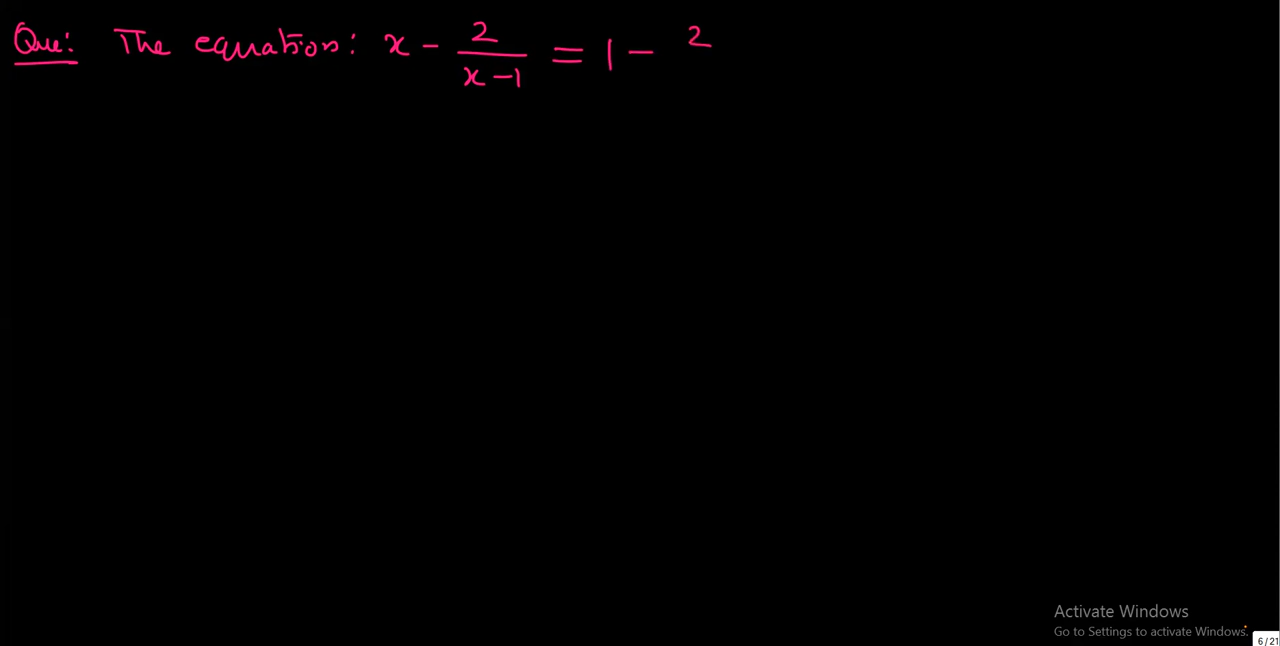 Que: The equation: x - 2/(x-1) = 1 - 2
Activate Windows
Go to Settings to activate Windows.
6 / 21